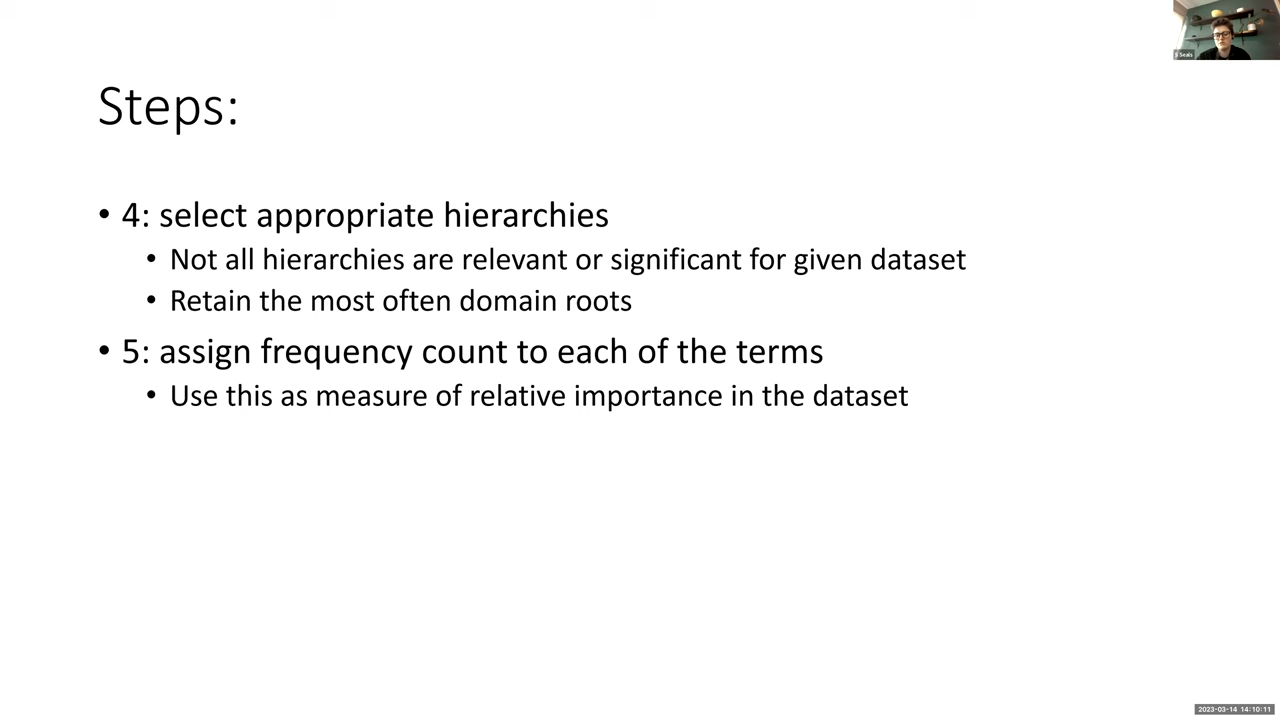 S Seals
Steps:
• 4: select appropriate hierarchies
• Not all hierarchies are relevant or significant for given dataset
• Retain the most often domain roots
• 5: assign frequency count to each of the terms
• Use this as measure of relative importance in the dataset
2023-03-14 14:10:11